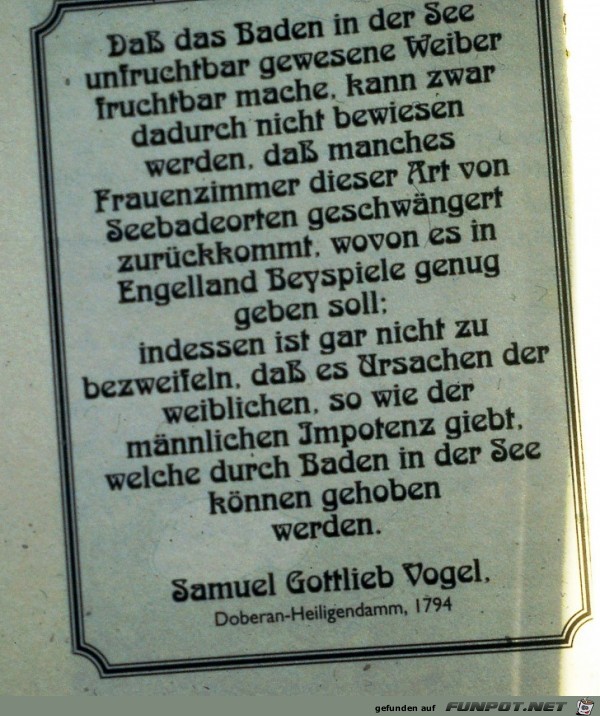 Daß das Baden in der See
unfruchtbar gewesene Weiber
fruchtbar mache, kann zwar
dadurch nicht bewiesen
werden, daß manches
Frauenzimmer dieser Art von
Seebadeorten geschwängert
zurückkommt, wovon es in
Engelland Beyspiele genug
geben soll;
indessen ist gar nicht zu
bezweifeln, daß es Ursachen der
weiblichen, so wie der
männlichen Impotenz giebt,
welche durch Baden in der See
können gehoben
werden.
Samuel Gottlieb Vogel,
Doberan-Heiligendamm, 1794
gefunden auf FUNPOT.NET